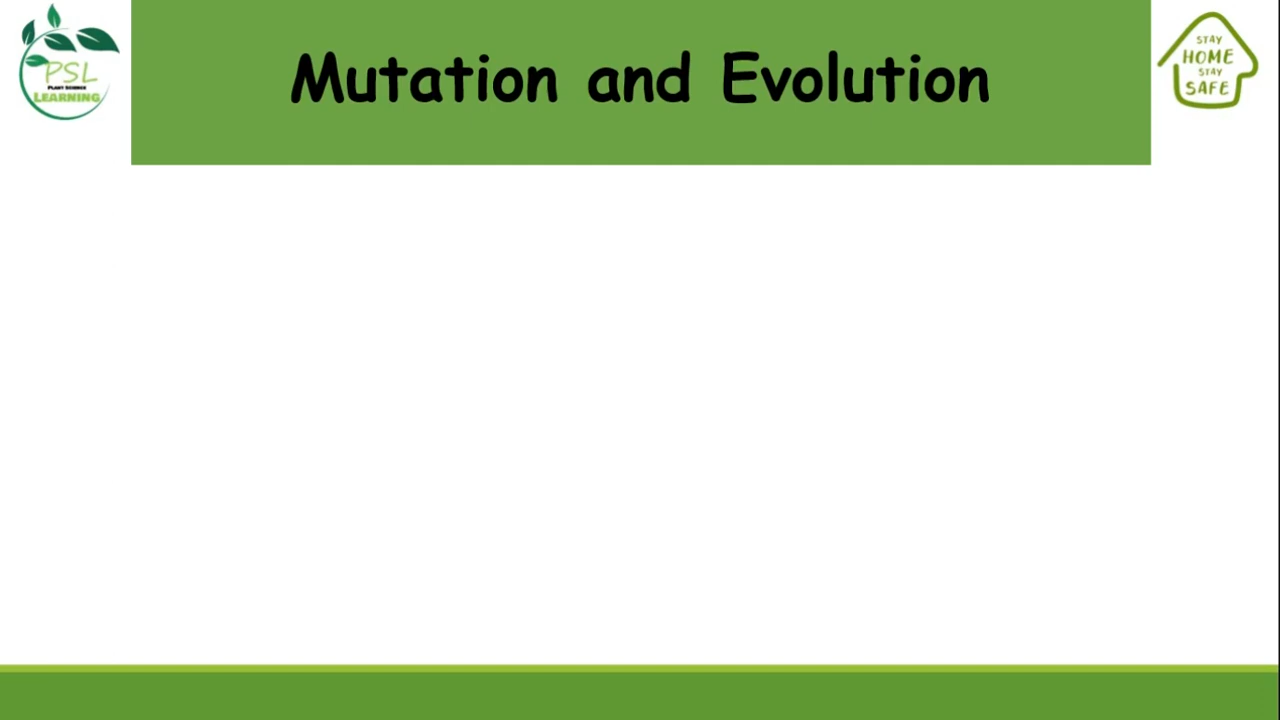 PSL
PLANT SCIENCE
LEARNING
Mutation and Evolution
STAY
HOME
STAY
SAFE